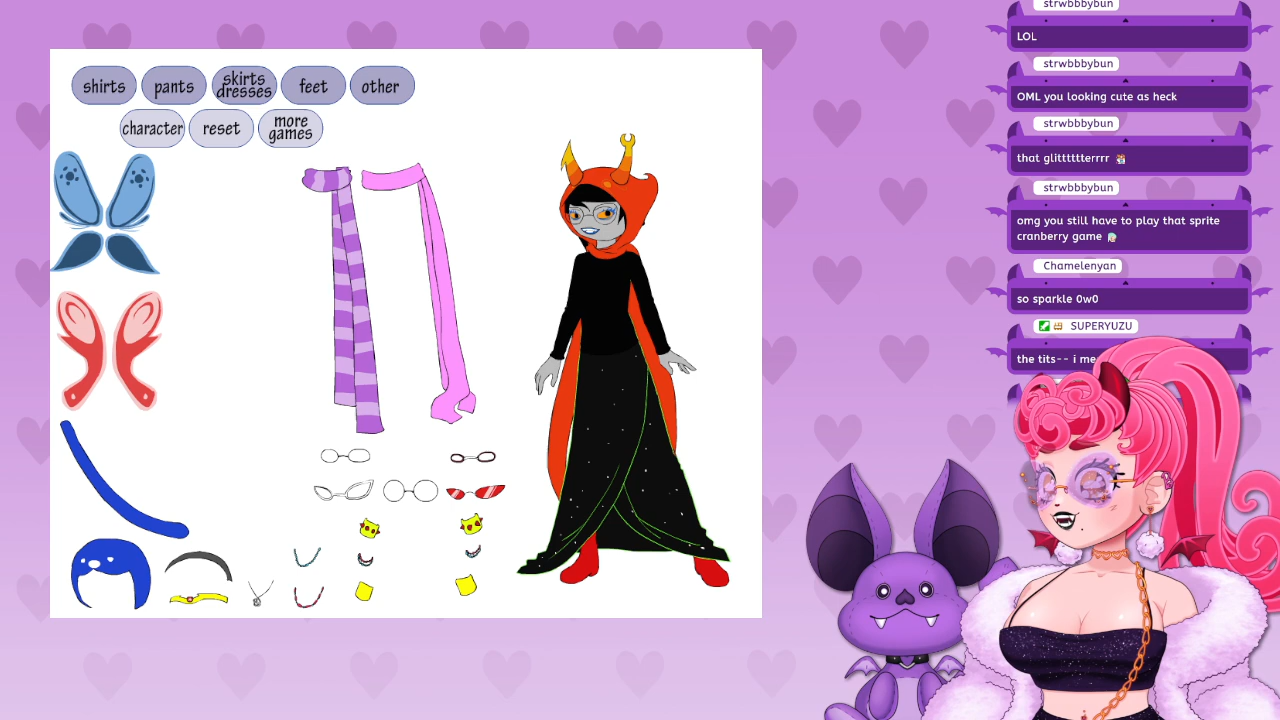 shirts
pants
skirts
dresses
feet
other
character
reset
more
games
strwbbbybun
LOL
strwbbbybun
OML you looking cute as heck
strwbbbybun
that glitttttterrrr
strwbbbybun
omg you still have to play that sprite
cranberry game
Chamelenyan
so sparkle 0w0
SUPERYUZU
the tits-- i me